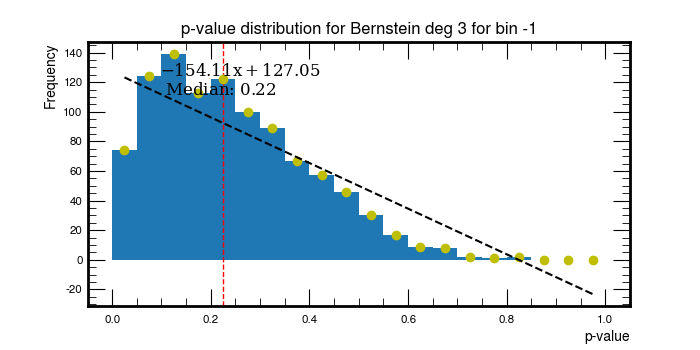 p-value distribution for Bernstein deg 3 for bin -1
Frequency
140
120
100
80
60
40
20
0
-20
−154.11x + 127.05
Median: 0.22
0.0 0.2 0.4 0.6 0.8 1.0
p-value